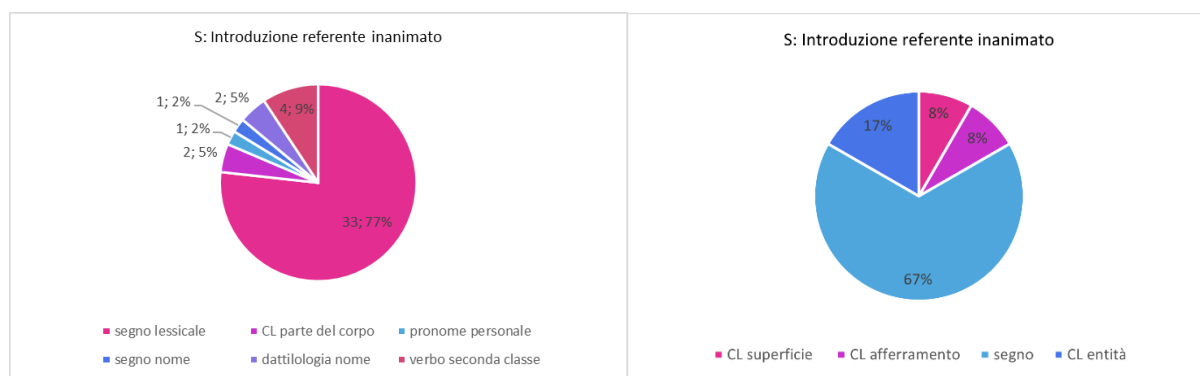 S: Introduzione referente inanimato
1; 2%
2; 5%
4; 9%
1; 2%
2; 5%
33; 77%
segno lessicale CL parte del corpo pronome personale
segno nome dattilologia nome verbo seconda classe
S: Introduzione referente inanimato
17%
8%
8%
67%
CL superficie CL afferramento segno CL entità